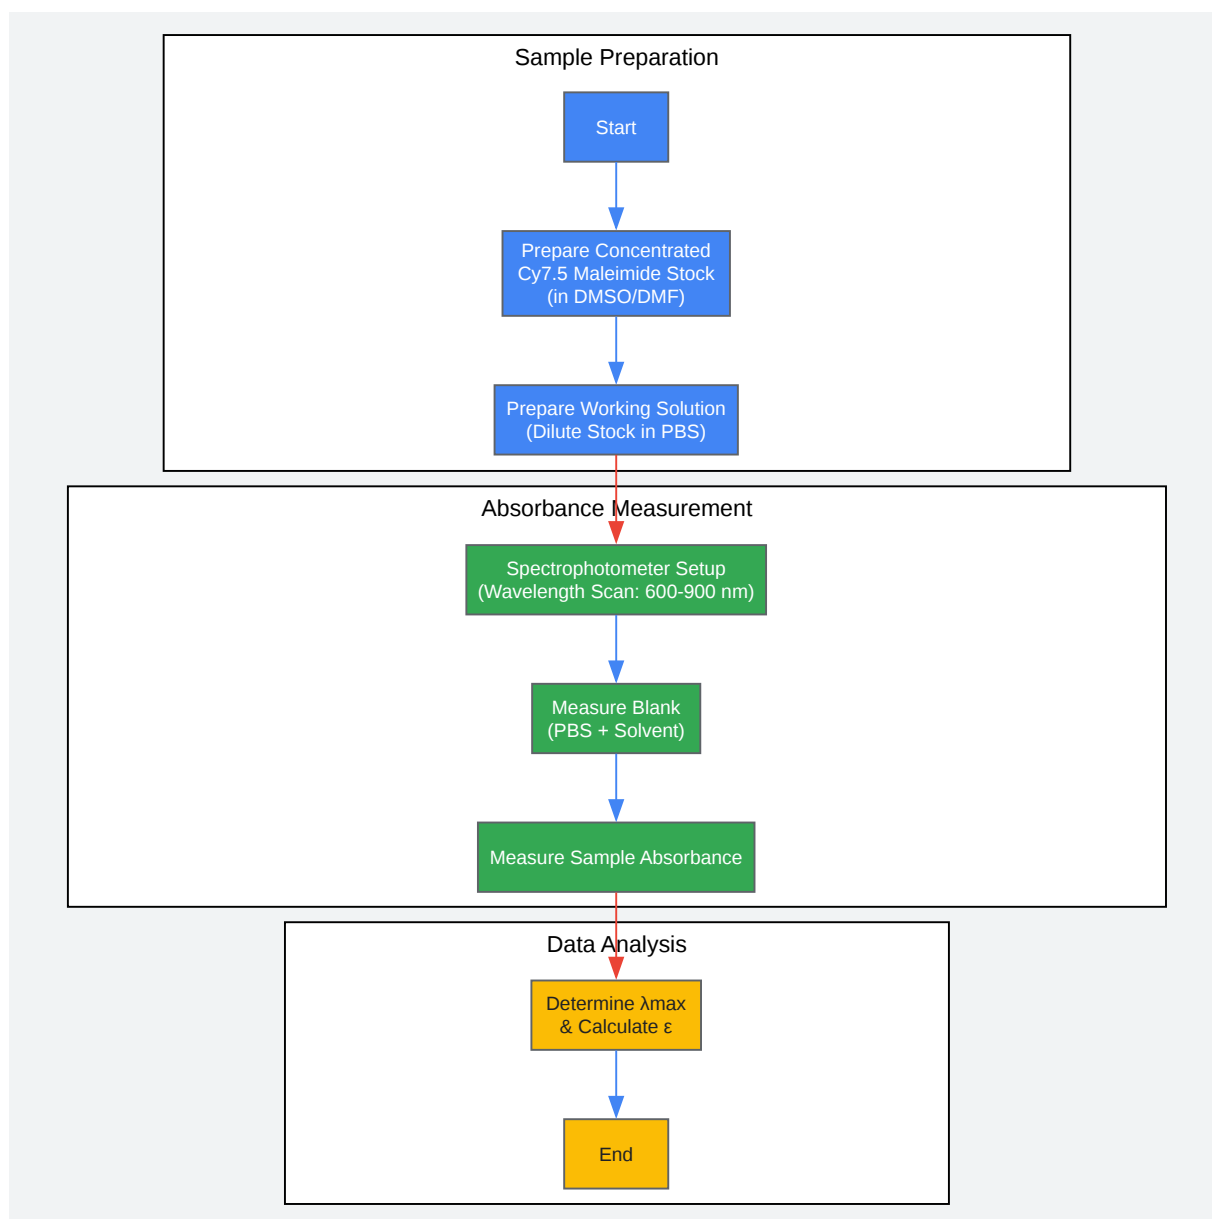 Sample Preparation
Start
Prepare Concentrated
Cy7.5 Maleimide Stock
(in DMSO/DMF)
Prepare Working Solution
(Dilute Stock in PBS)
Absorbance Measurement
Spectrophotometer Setup
(Wavelength Scan: 600-900 nm)
Measure Blank
(PBS + Solvent)
Measure Sample Absorbance
Data Analysis
Determine λmax
& Calculate ε
End